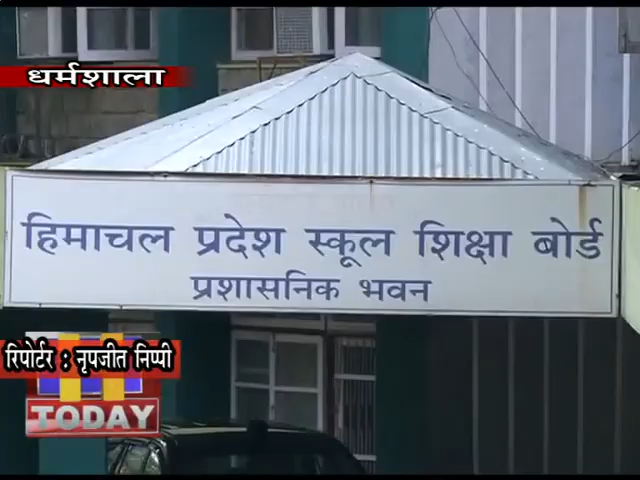 धर्मशाला
हिमाचल प्रदेश स्कूल शिक्षा बोर्ड
प्रशासनिक भवन
रिपोर्टर : नृपजीत निप्पी
TODAY